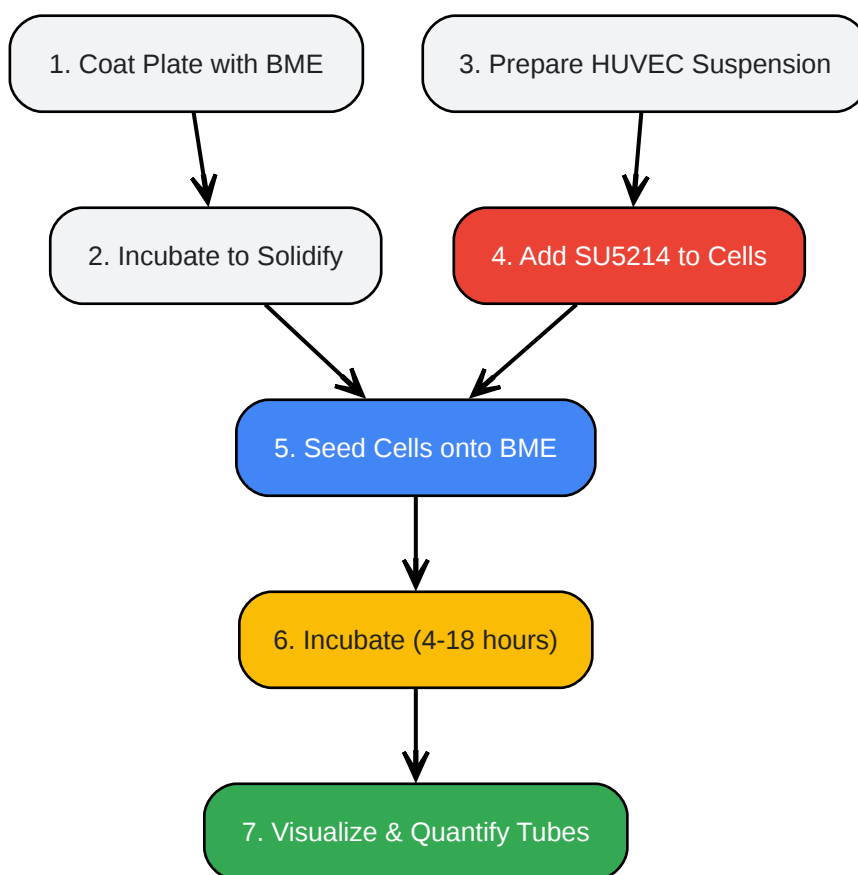 1. Coat Plate with BME
3. Prepare HUVEC Suspension
2. Incubate to Solidify
4. Add SU5214 to Cells
5. Seed Cells onto BME
6. Incubate (4-18 hours)
7. Visualize & Quantify Tubes